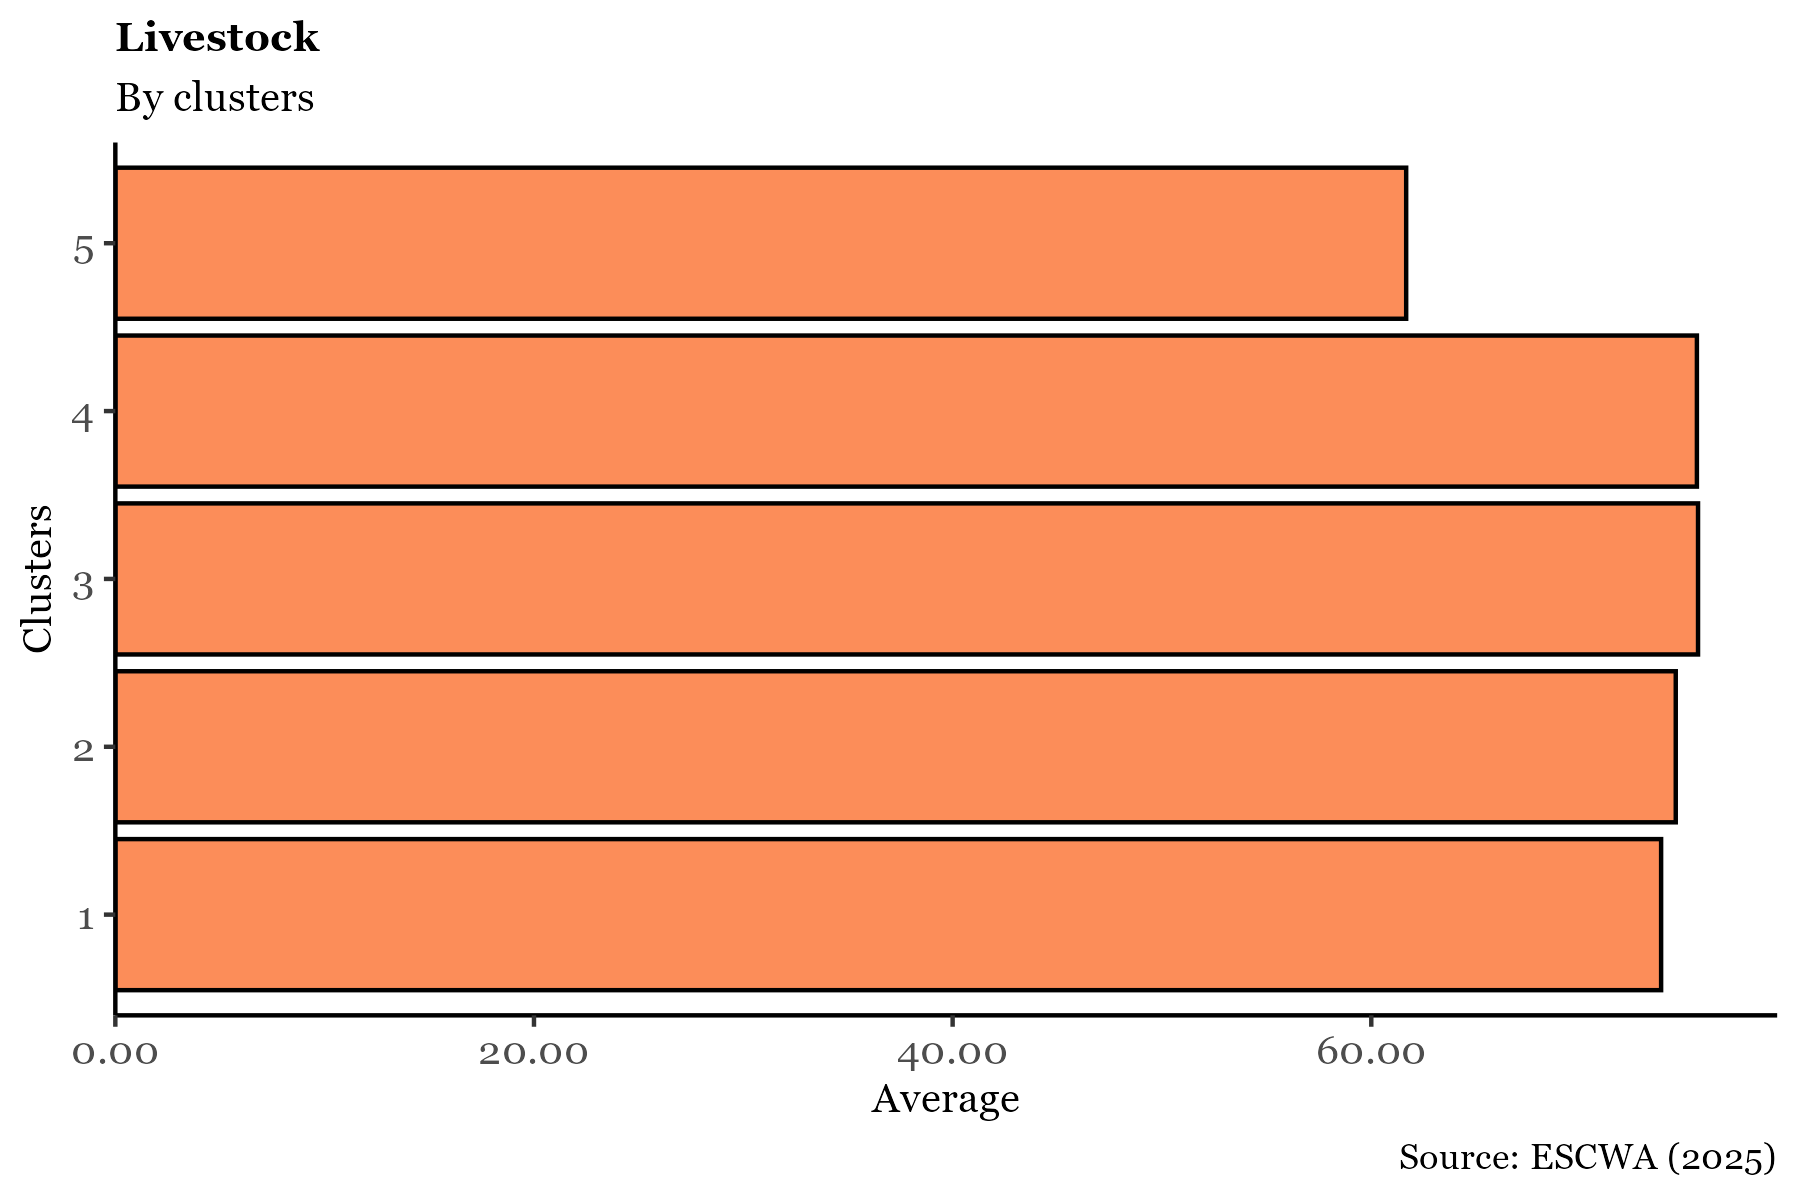 Livestock
By clusters
Clusters
5
4
3
2
1
0.00 20.00 40.00 60.00
Average
Source: ESCWA (2025)